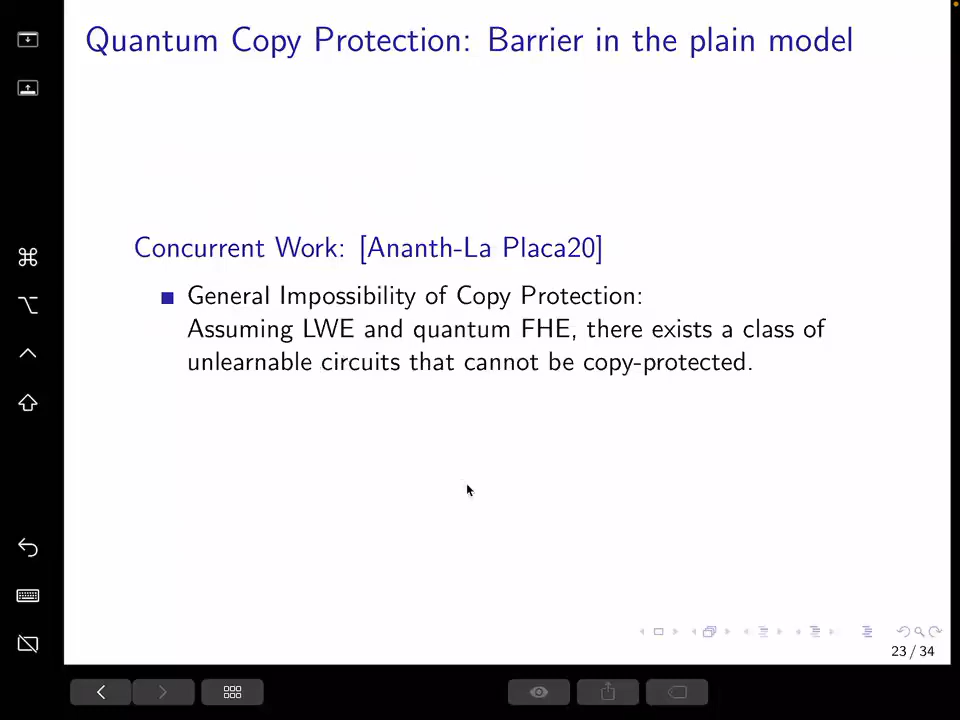 Quantum Copy Protection: Barrier in the plain model
Concurrent Work: [Ananth-La Placa20]
General Impossibility of Copy Protection:
Assuming LWE and quantum FHE, there exists a class of
unlearnable circuits that cannot be copy-protected.
23 / 34